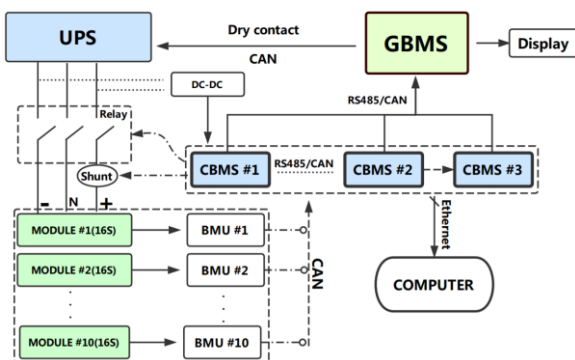 UPS
Dry contact
CAN
GBMS
Display
DC-DC
Relay
RS485/CAN
CBMS #1
RS485/CAN
CBMS #2
CBMS #3
Shunt
- N +
Ethernet
MODULE #1(16S)
BMU #1
MODULE #2(16S)
BMU #2
CAN
COMPUTER
MODULE #10(16S)
BMU #10